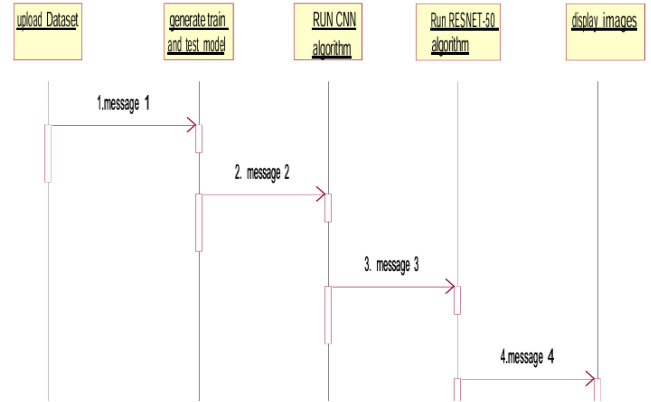 upload Dataset
generate train
and test model
RUN CNN
algorithm
Run RESNET-50
algorithm
display images
1.message 1
2. message 2
3. message 3
4.message 4